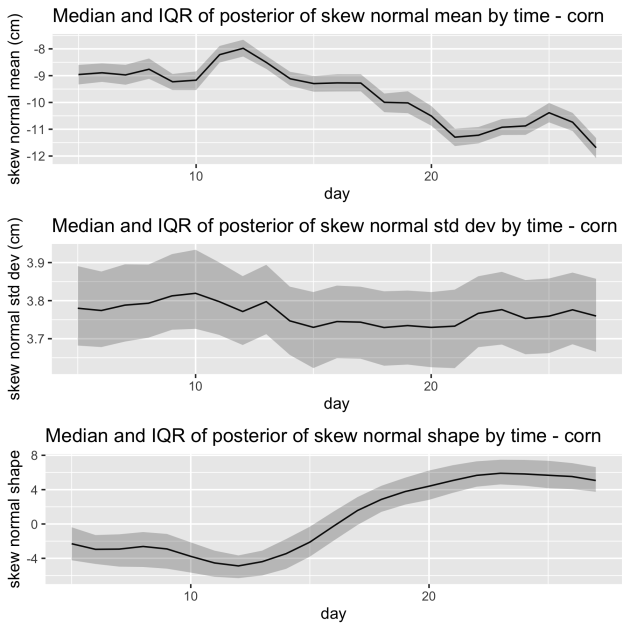 Median and IQR of posterior of skew normal mean by time - corn
skew normal mean (cm)
-8
-9
-10
-11
-12
10
20
day
Median and IQR of posterior of skew normal std dev by time - corn
skew normal std dev (cm)
3.9
3.8
3.7
10
20
day
Median and IQR of posterior of skew normal shape by time - corn
skew normal shape
8
4
0
-4
10
20
day